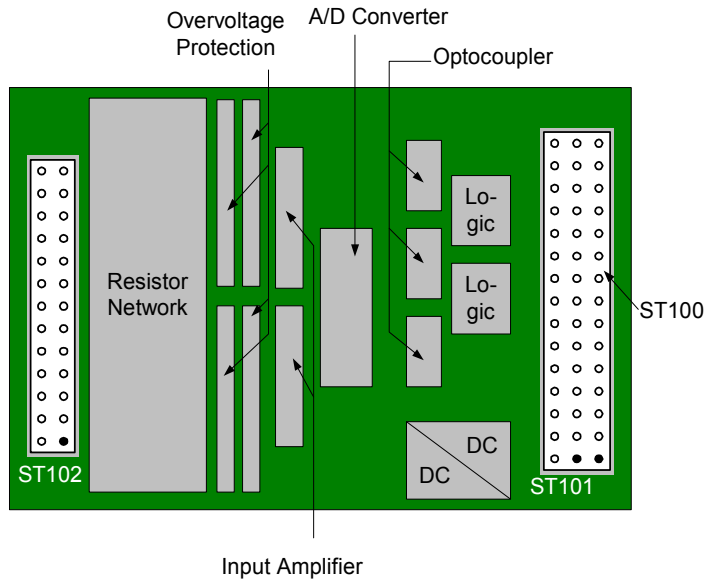 Overvoltage
Protection
A/D Converter
Optocoupler
Lo-
gic
Resistor
Network
Lo-
gic
ST100
DC
DC
ST102
ST101
Input Amplifier